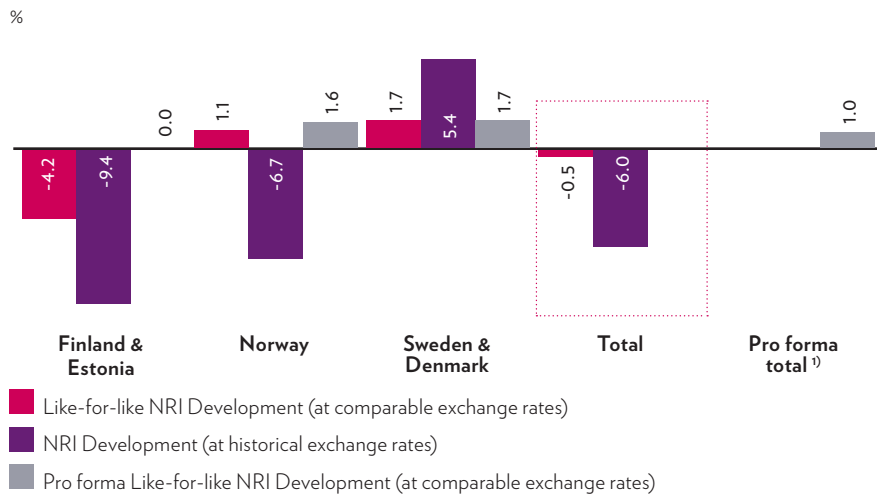 %
-4.2
-9.4
0.0
1.1
-6.7
1.6
1.7
5.4
1.7
-0.5
-6.0
1.0
Finland &
Estonia
Norway
Sweden &
Denmark
Total
Pro forma
total 1)
Like-for-like NRI Development (at comparable exchange rates)
NRI Development (at historical exchange rates)
Pro forma Like-for-like NRI Development (at comparable exchange rates)